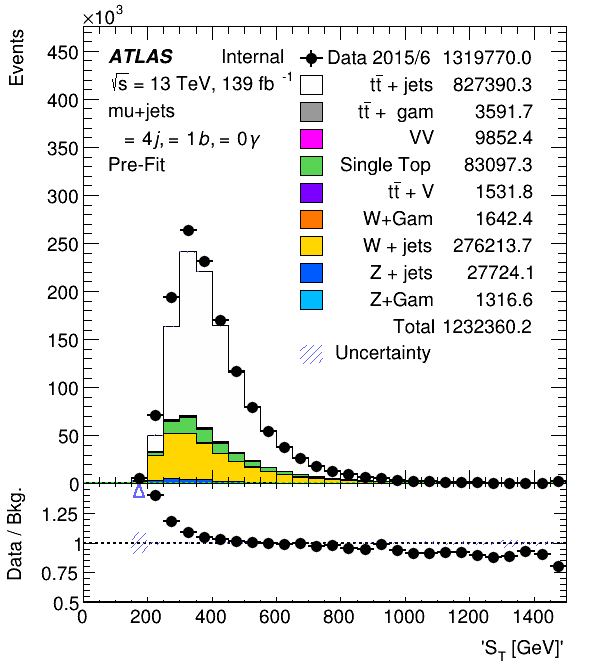 ×10³
Events
ATLAS Internal
√s = 13 TeV, 139 fb⁻¹
mu+jets
= 4j, = 1b, = 0γ
Pre-Fit
Data 2015/6 1319770.0
tt̄ + jets 827390.3
tt̄ + gam 3591.7
VV 9852.4
Single Top 83097.3
tt̄ + V 1531.8
W+Gam 1642.4
W + jets 276213.7
Z + jets 27724.1
Z+Gam 1316.6
Total 1232360.2
Uncertainty
450
400
350
300
250
200
150
100
50
0
Data / Bkg.
1.25
1
0.75
0.5
0 200 400 600 800 1000 1200 1400
'S_T [GeV]'